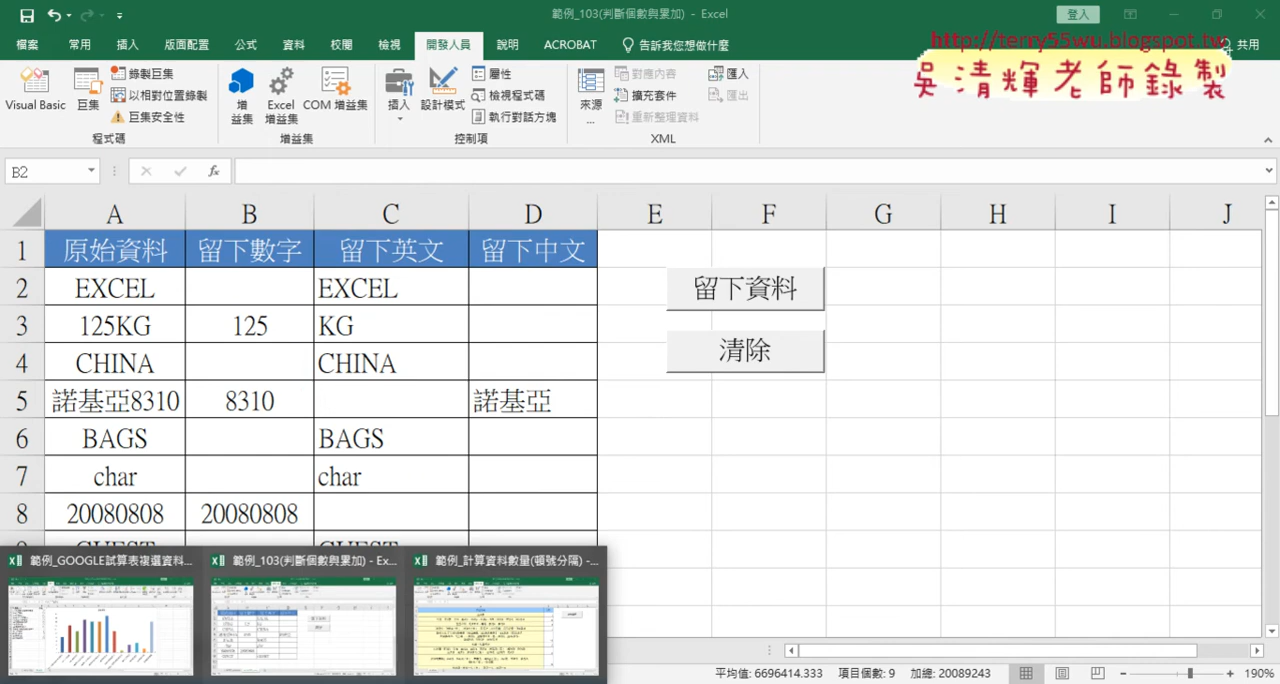 範例_103(判斷個數與累加) - Excel
登入
檔案 常用 插入 版面配置 公式 資料 校閱 檢視 開發人員 說明 ACROBAT 告訴我您想做什麼 共用
http://terry55wu.blogspot.tw
吳清輝老師錄製
Visual Basic 巨集 錄製巨集 以相對位置錄製 巨集安全性
增益集 Excel 增益集 COM 增益集
插入 設計模式 屬性 檢視程式碼 執行對話方塊
來源... 對應內容 擴充套件 重新整理資料 匯入 匯出
程式碼 增益集 控制項 XML
B2 fx
A B C D E F G H I J
1 原始資料 留下數字 留下英文 留下中文
2 EXCEL EXCEL 留下資料
3 125KG 125 KG
4 CHINA CHINA 清除
5 諾基亞8310 8310 諾基亞
6 BAGS BAGS
7 char char
8 20080808 20080808
範例_GOOGLE試算表複選資料... 範例_103(判斷個數與累加) - Exc... 範例_計算資料數量(頓號分隔) -...
平均值: 6696414.333 項目個數: 9 加總: 20089243 190%